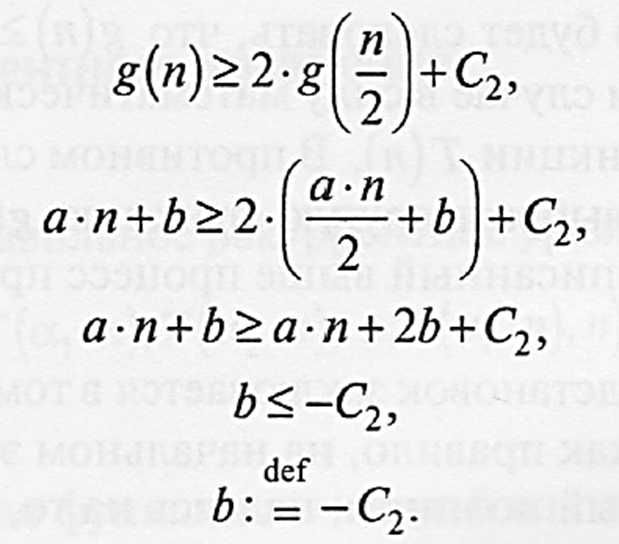 g(n) ≥ 2·g(n/2) + C₂,
a·n + b ≥ 2·(a·n/2 + b) + C₂,
a·n + b ≥ a·n + 2b + C₂,
b ≤ −C₂,
b :=^def −C₂.